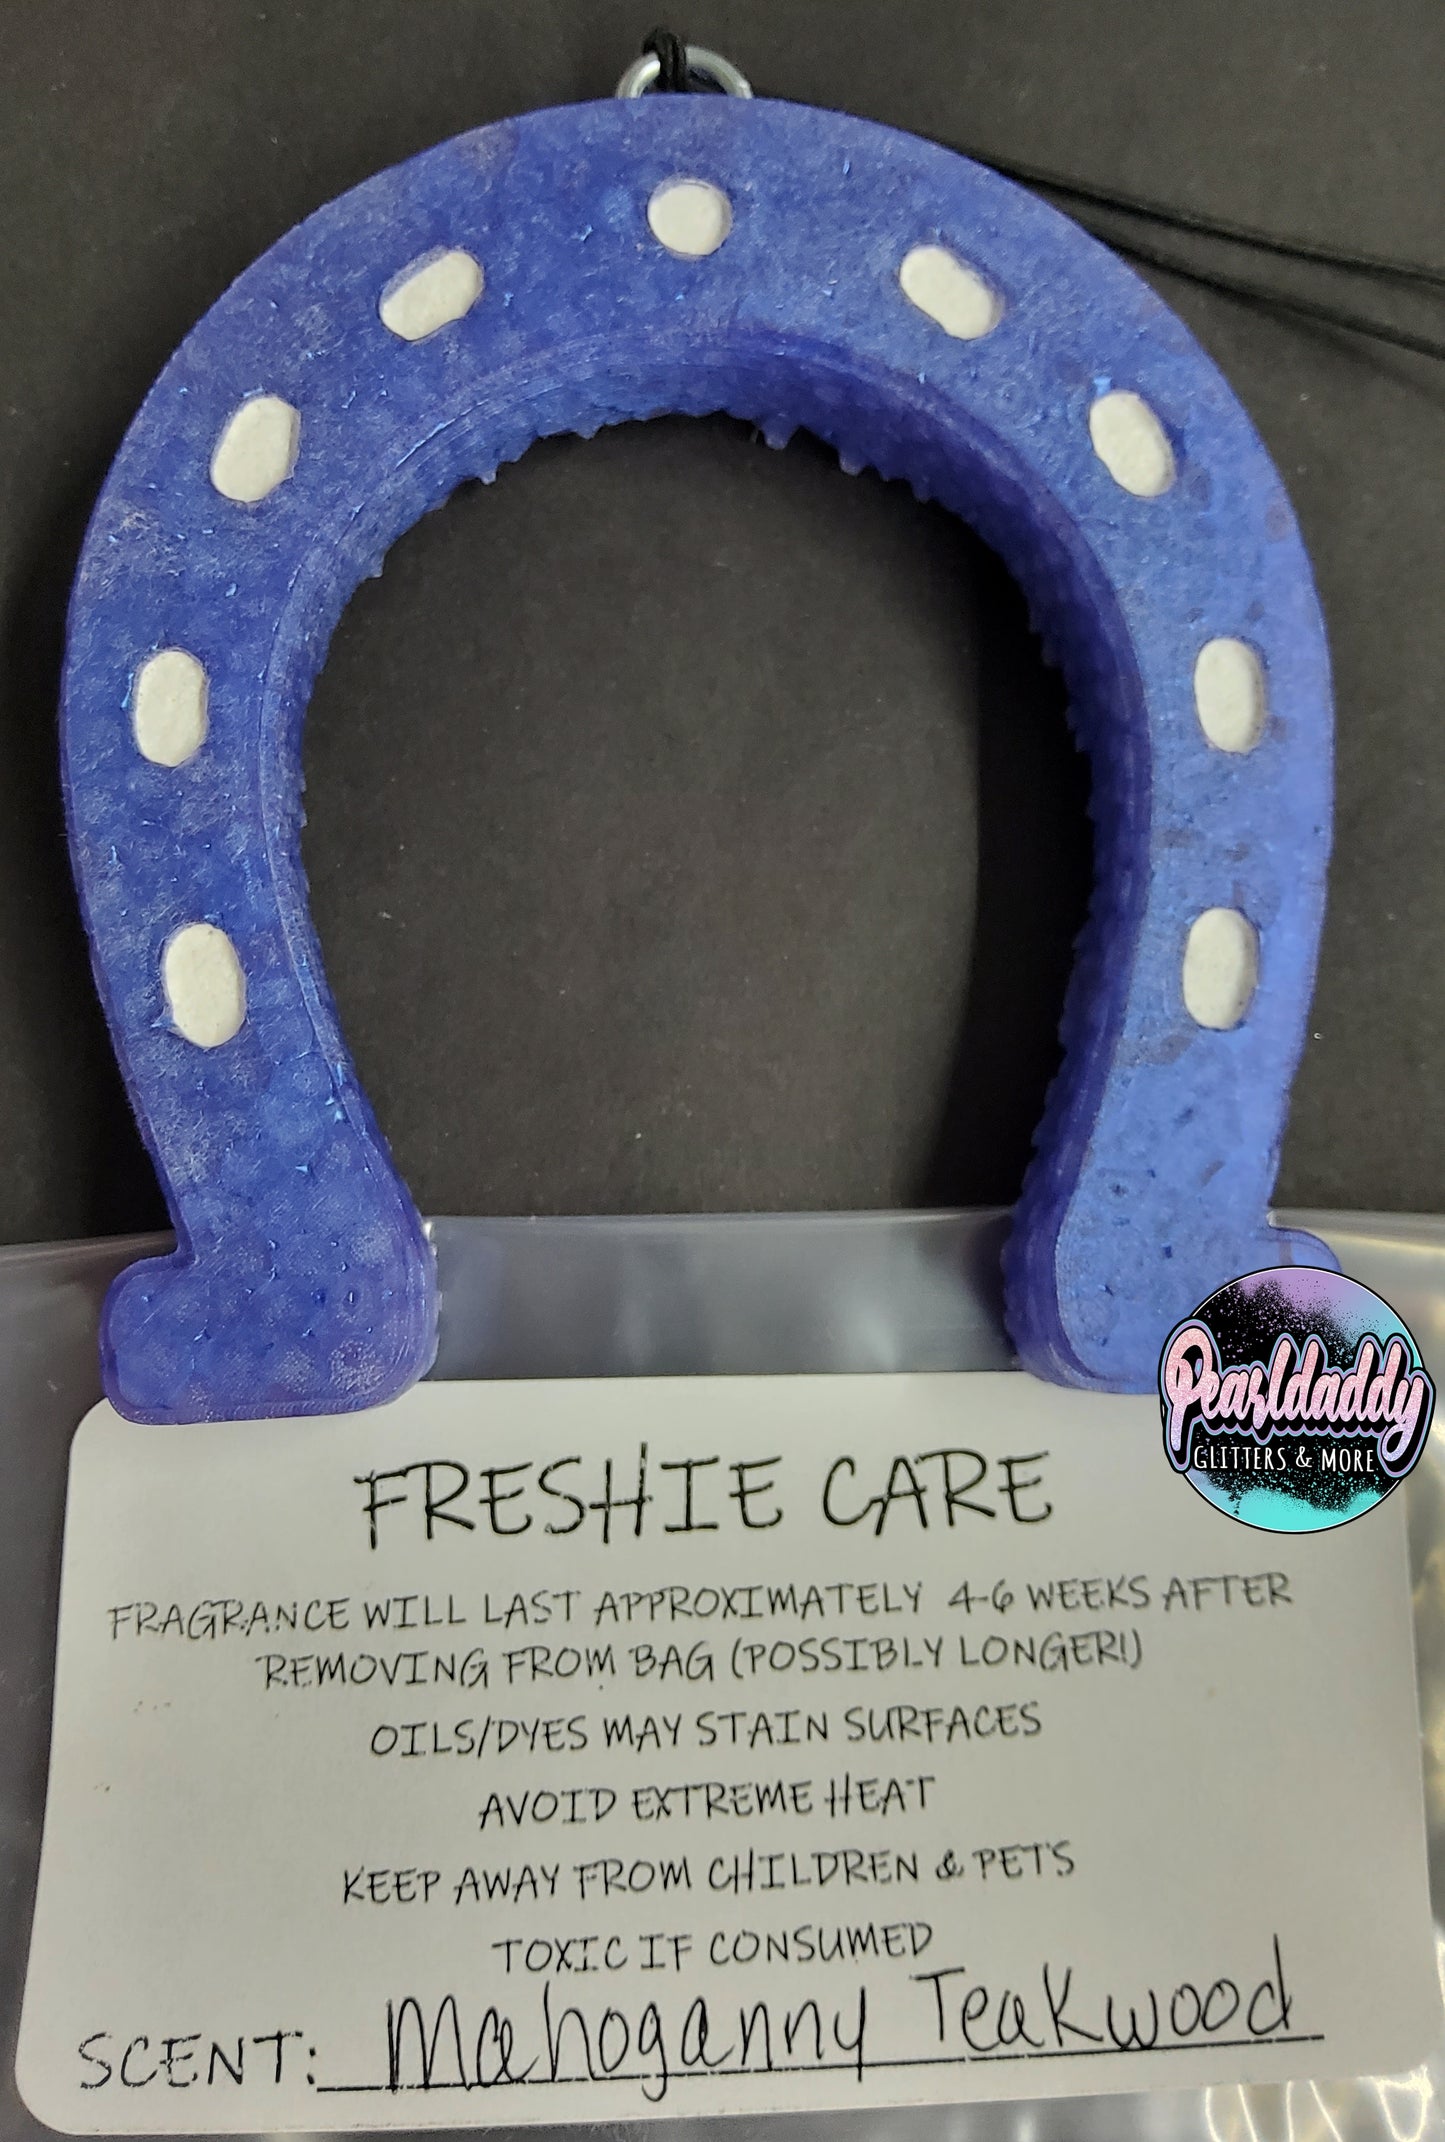 Pearldaddy
GLITTERS & MORE
FRESHIE CARE
FRAGRANCE WILL LAST APPROXIMATELY 4-6 WEEKS AFTER
REMOVING FROM BAG (POSSIBLY LONGER!)
OILS/DYES MAY STAIN SURFACES
AVOID EXTREME HEAT
KEEP AWAY FROM CHILDREN & PETS
TOXIC IF CONSUMED
SCENT: Mahoganny Teakwood